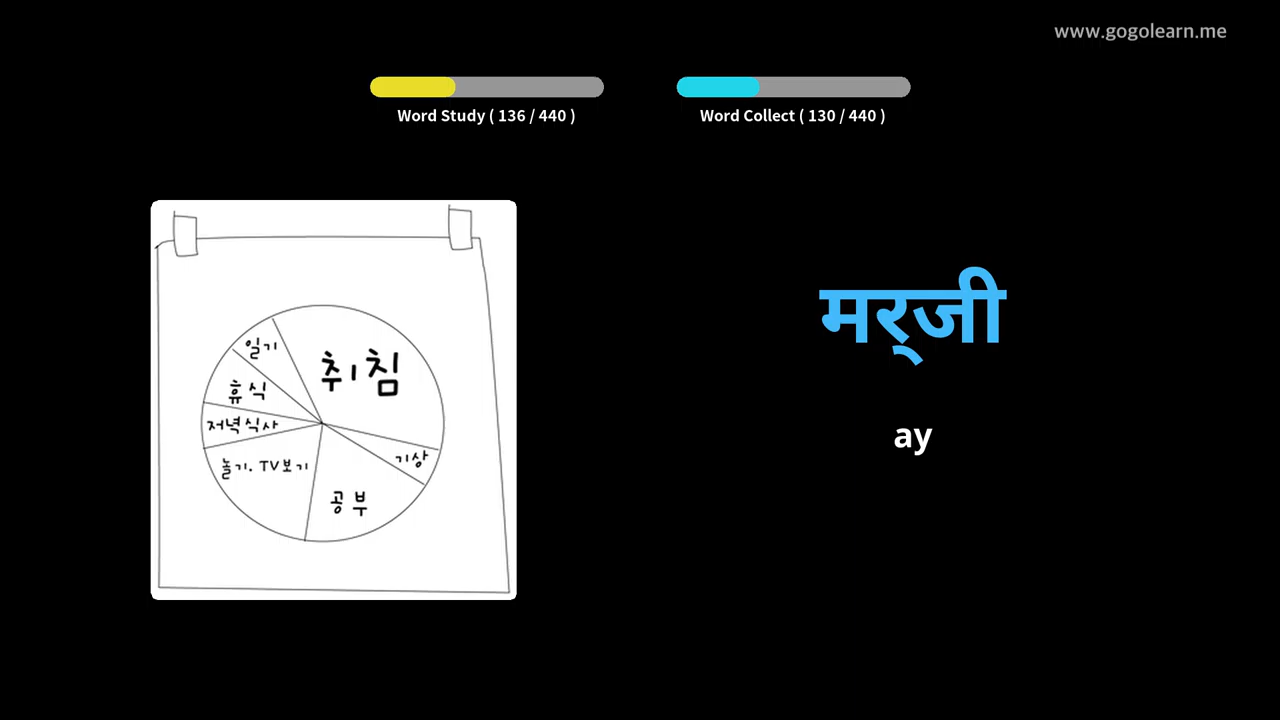 www.gogolearn.me
Word Study ( 136 / 440 )
Word Collect ( 130 / 440 )
일기
취침
휴식
저녁식사
놀기. TV보기
기상
공부
मर्‌जी
ay